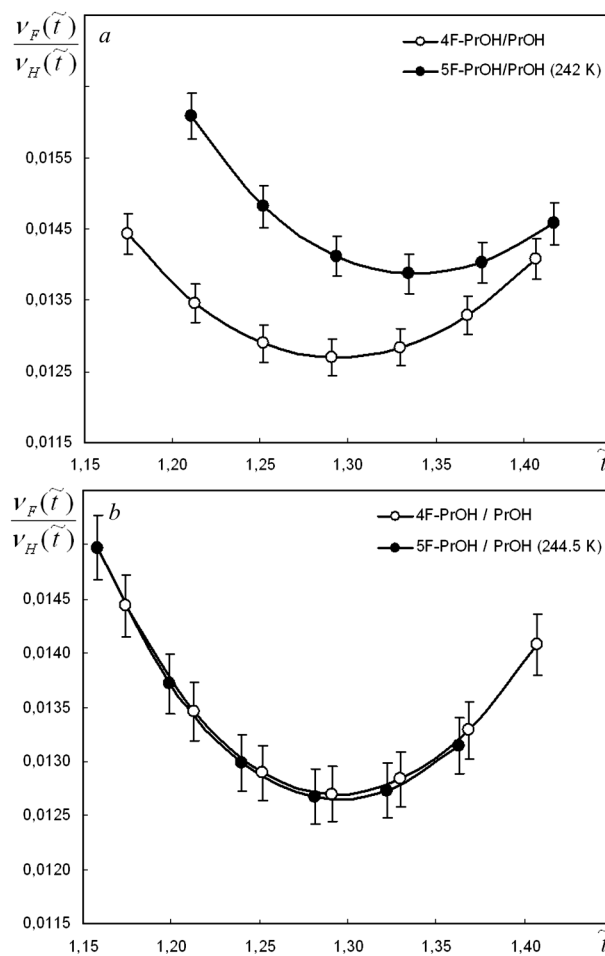 ν_F(t̃)
ν_H(t̃)
a
4F-PrOH/PrOH
5F-PrOH/PrOH (242 K)
0,0155
0,0145
0,0135
0,0125
0,0115
1,15 1,20 1,25 1,30 1,35 1,40 t̃
ν_F(t̃)
ν_H(t̃)
b
4F-PrOH / PrOH
5F-PrOH / PrOH (244.5 K)
0,0145
0,0140
0,0135
0,0130
0,0125
0,0120
0,0115
1,15 1,20 1,25 1,30 1,35 1,40 t̃